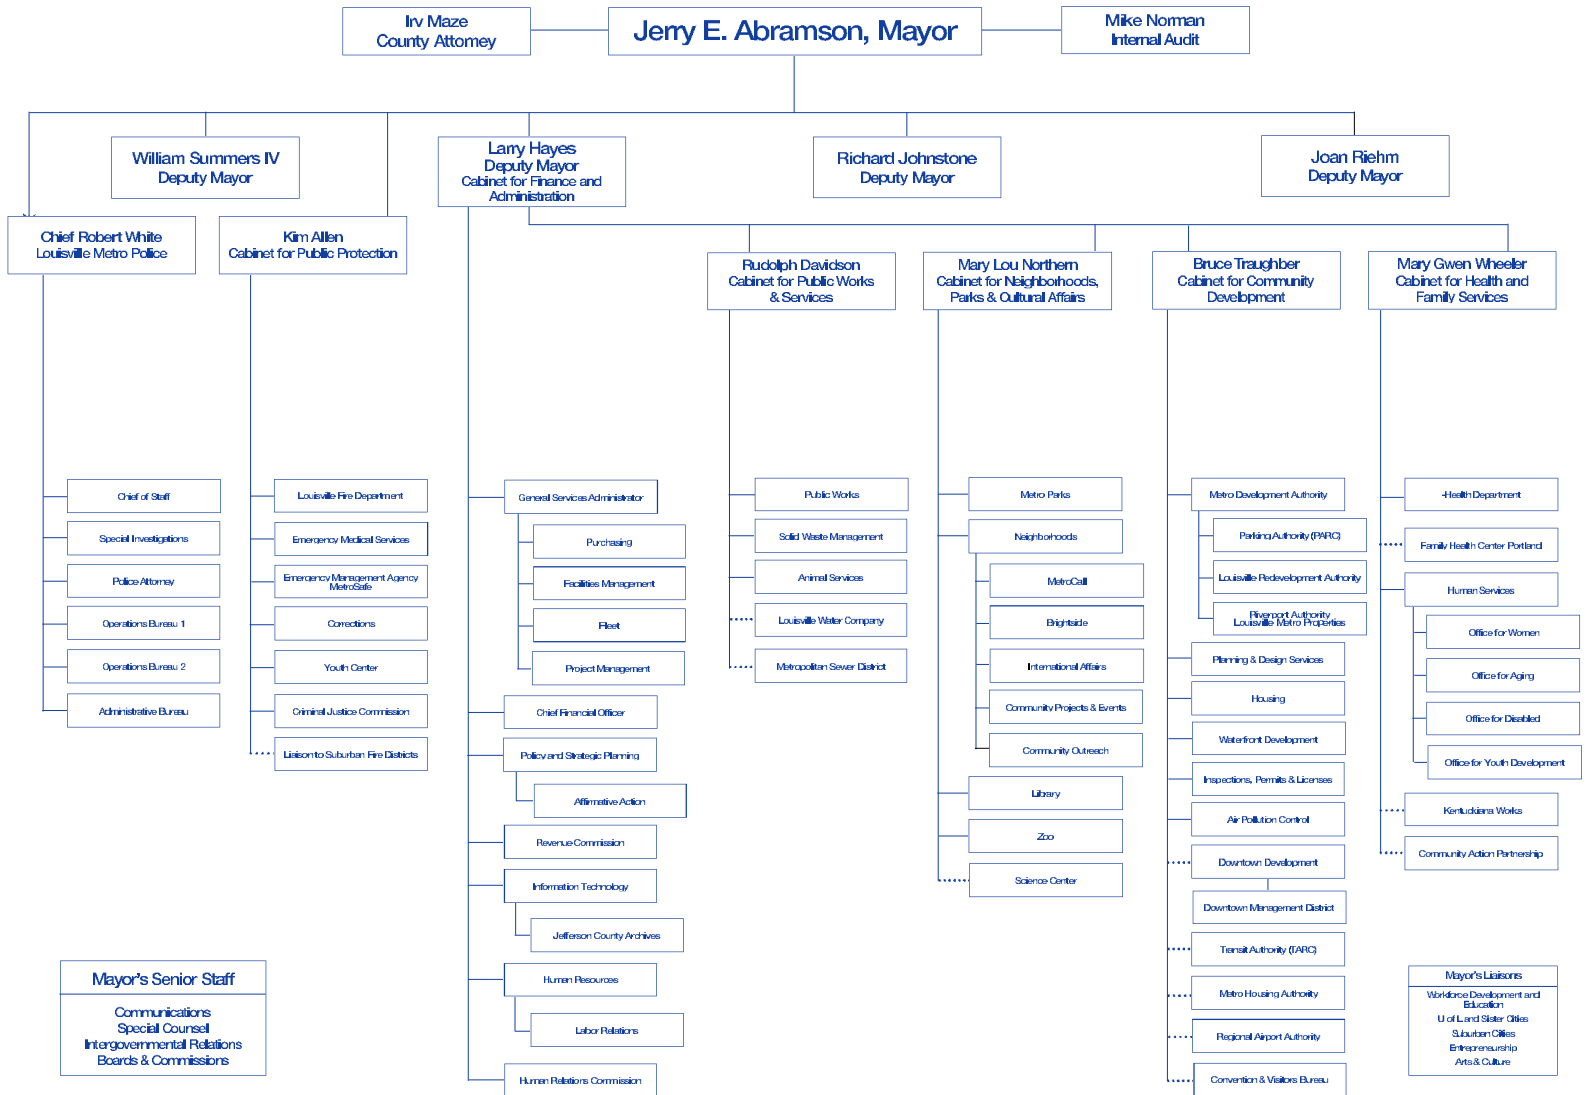 Irv Maze
County Attorney
Jerry E. Abramson, Mayor
Mike Norman
Internal Audit
William Summers IV
Deputy Mayor
Larry Hayes
Deputy Mayor
Cabinet for Finance and
Administration
Richard Johnstone
Deputy Mayor
Joan Riehm
Deputy Mayor
Chief Robert White
Louisville Metro Police
Kim Allen
Cabinet for Public Protection
Rudolph Davidson
Cabinet for Public Works
& Services
Mary Lou Northern
Cabinet for Neighborhoods,
Parks & Cultural Affairs
Bruce Traughber
Cabinet for Community
Development
Mary Gwen Wheeler
Cabinet for Health and
Family Services
Chief of Staff
Special Investigations
Police Attorney
Operations Bureau 1
Operations Bureau 2
Administrative Bureau
Louisville Fire Department
Emergency Medical Services
Emergency Management Agency
MetroSafe
Corrections
Youth Center
Criminal Justice Commission
Liaison to Suburban Fire Districts
General Services Administrator
Purchasing
Facilities Management
Fleet
Project Management
Chief Financial Officer
Policy and Strategic Planning
Affirmative Action
Revenue Commission
Information Technology
Jefferson County Archives
Human Resources
Labor Relations
Human Relations Commission
Public Works
Solid Waste Management
Animal Services
Louisville Water Company
Metropolitan Sewer District
Metro Parks
Neighborhoods
MetroCall
Brightside
International Affairs
Community Projects & Events
Community Outreach
Library
Zoo
Science Center
Metro Development Authority
Parking Authority (PARC)
Louisville Redevelopment Authority
Riverport Authority
Louisville Metro Properties
Planning & Design Services
Housing
Waterfront Development
Inspections, Permits & Licenses
Air Pollution Control
Downtown Development
Downtown Management District
Transit Authority (TARC)
Metro Housing Authority
Regional Airport Authority
Convention & Visitors Bureau
-Health Department
Family Health Center Portland
Human Services
Office for Women
Office for Aging
Office for Disabled
Office for Youth Development
Kentuckiana Works
Community Action Partnership
Mayor's Senior Staff
Communications
Special Counsel
Intergovernmental Relations
Boards & Commissions
Mayor's Liaisons
Workforce Development and
Education
U of L and Sister Cities
Suburban Cities
Entrepreneurship
Arts & Culture